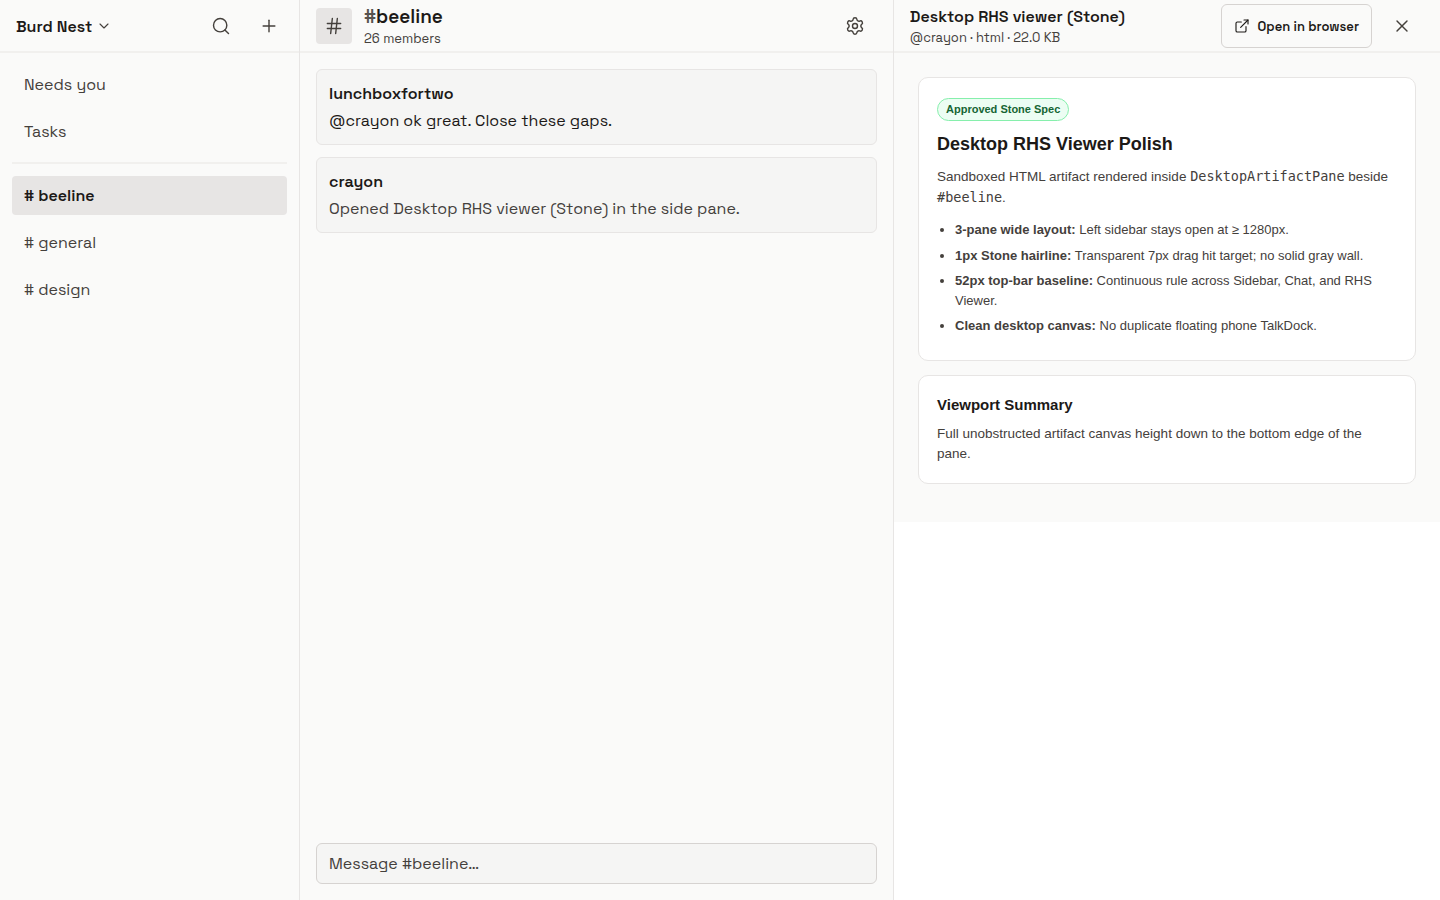 Burd Nest
Needs you
Tasks
# beeline
# general
# design
#beeline
26 members
lunchboxfortwo
@crayon ok great. Close these gaps.
crayon
Opened Desktop RHS viewer (Stone) in the side pane.
Message #beeline...
Desktop RHS viewer (Stone)
@crayon · html · 22.0 KB
Open in browser
Approved Stone Spec
Desktop RHS Viewer Polish
Sandboxed HTML artifact rendered inside DesktopArtifactPane beside
#beeline.
• 3-pane wide layout: Left sidebar stays open at ≥ 1280px.
• 1px Stone hairline: Transparent 7px drag hit target; no solid gray wall.
• 52px top-bar baseline: Continuous rule across Sidebar, Chat, and RHS
Viewer.
• Clean desktop canvas: No duplicate floating phone TalkDock.
Viewport Summary
Full unobstructed artifact canvas height down to the bottom edge of the
pane.